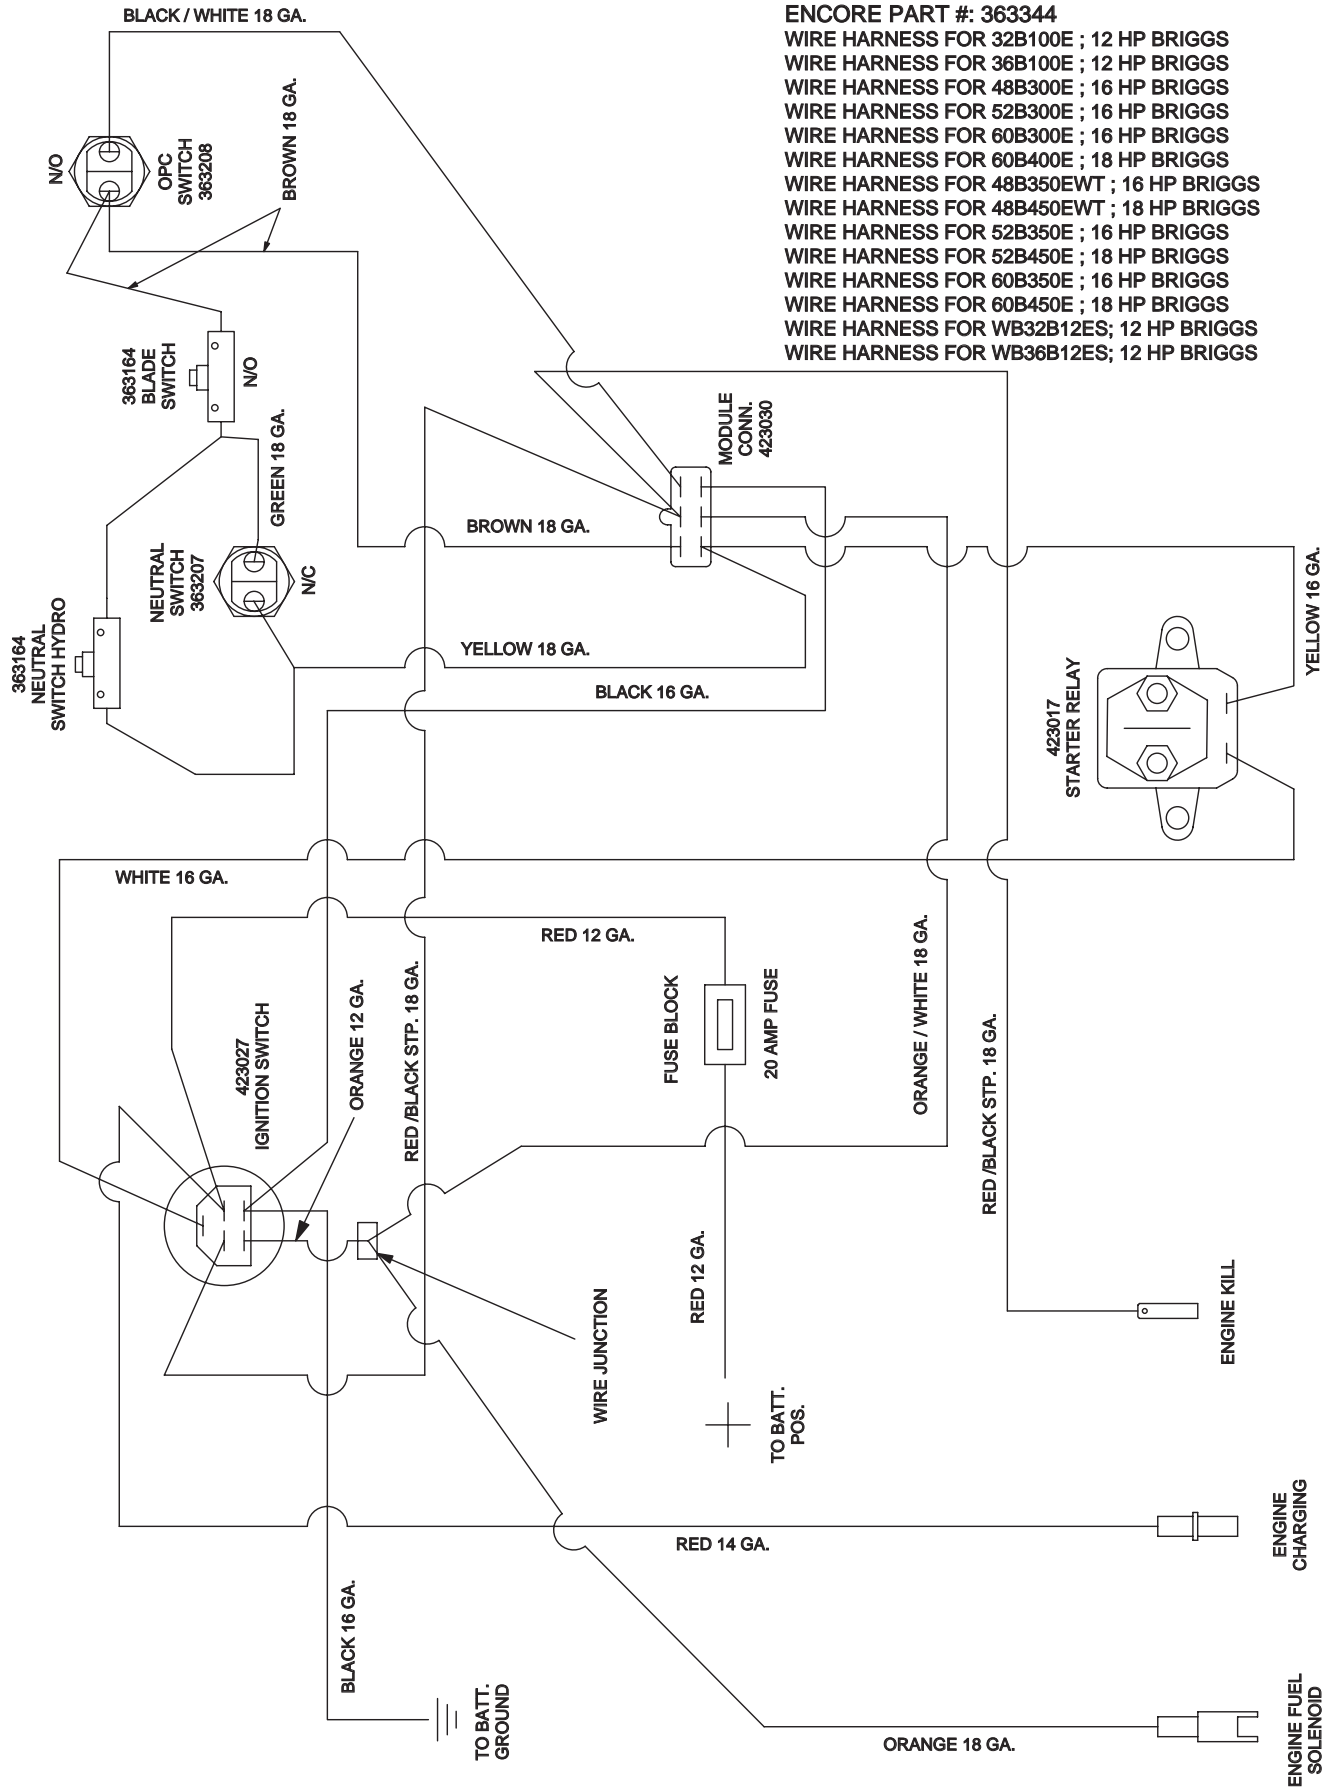 BLACK / WHITE 18 GA.
ENCORE PART #: 363344
WIRE HARNESS FOR 32B100E ; 12 HP BRIGGS
WIRE HARNESS FOR 36B100E ; 12 HP BRIGGS
WIRE HARNESS FOR 48B300E ; 16 HP BRIGGS
WIRE HARNESS FOR 52B300E ; 16 HP BRIGGS
WIRE HARNESS FOR 60B300E ; 16 HP BRIGGS
WIRE HARNESS FOR 60B400E ; 18 HP BRIGGS
WIRE HARNESS FOR 48B350EWT ; 16 HP BRIGGS
WIRE HARNESS FOR 48B450EWT ; 18 HP BRIGGS
WIRE HARNESS FOR 52B350E ; 16 HP BRIGGS
WIRE HARNESS FOR 52B450E ; 18 HP BRIGGS
WIRE HARNESS FOR 60B350E ; 16 HP BRIGGS
WIRE HARNESS FOR 60B450E ; 18 HP BRIGGS
WIRE HARNESS FOR WB32B12ES; 12 HP BRIGGS
WIRE HARNESS FOR WB36B12ES; 12 HP BRIGGS
N/O
OPC
SWITCH
363208
BROWN 18 GA.
363164
BLADE
SWITCH
N/O
GREEN 18 GA.
MODULE
CONN.
423030
BROWN 18 GA.
NEUTRAL
SWITCH
363207
N/C
363164
NEUTRAL
SWITCH HYDRO
YELLOW 18 GA.
BLACK 16 GA.
YELLOW 16 GA.
423017
STARTER RELAY
WHITE 16 GA.
RED 12 GA.
423027
IGNITION SWITCH
ORANGE 12 GA.
RED /BLACK STP. 18 GA.
FUSE BLOCK
20 AMP FUSE
ORANGE / WHITE 18 GA.
RED /BLACK STP. 18 GA.
WIRE JUNCTION
RED 12 GA.
ENGINE KILL
TO BATT.
POS.
RED 14 GA.
ENGINE
CHARGING
BLACK 16 GA.
TO BATT.
GROUND
ORANGE 18 GA.
ENGINE FUEL
SOLENOID